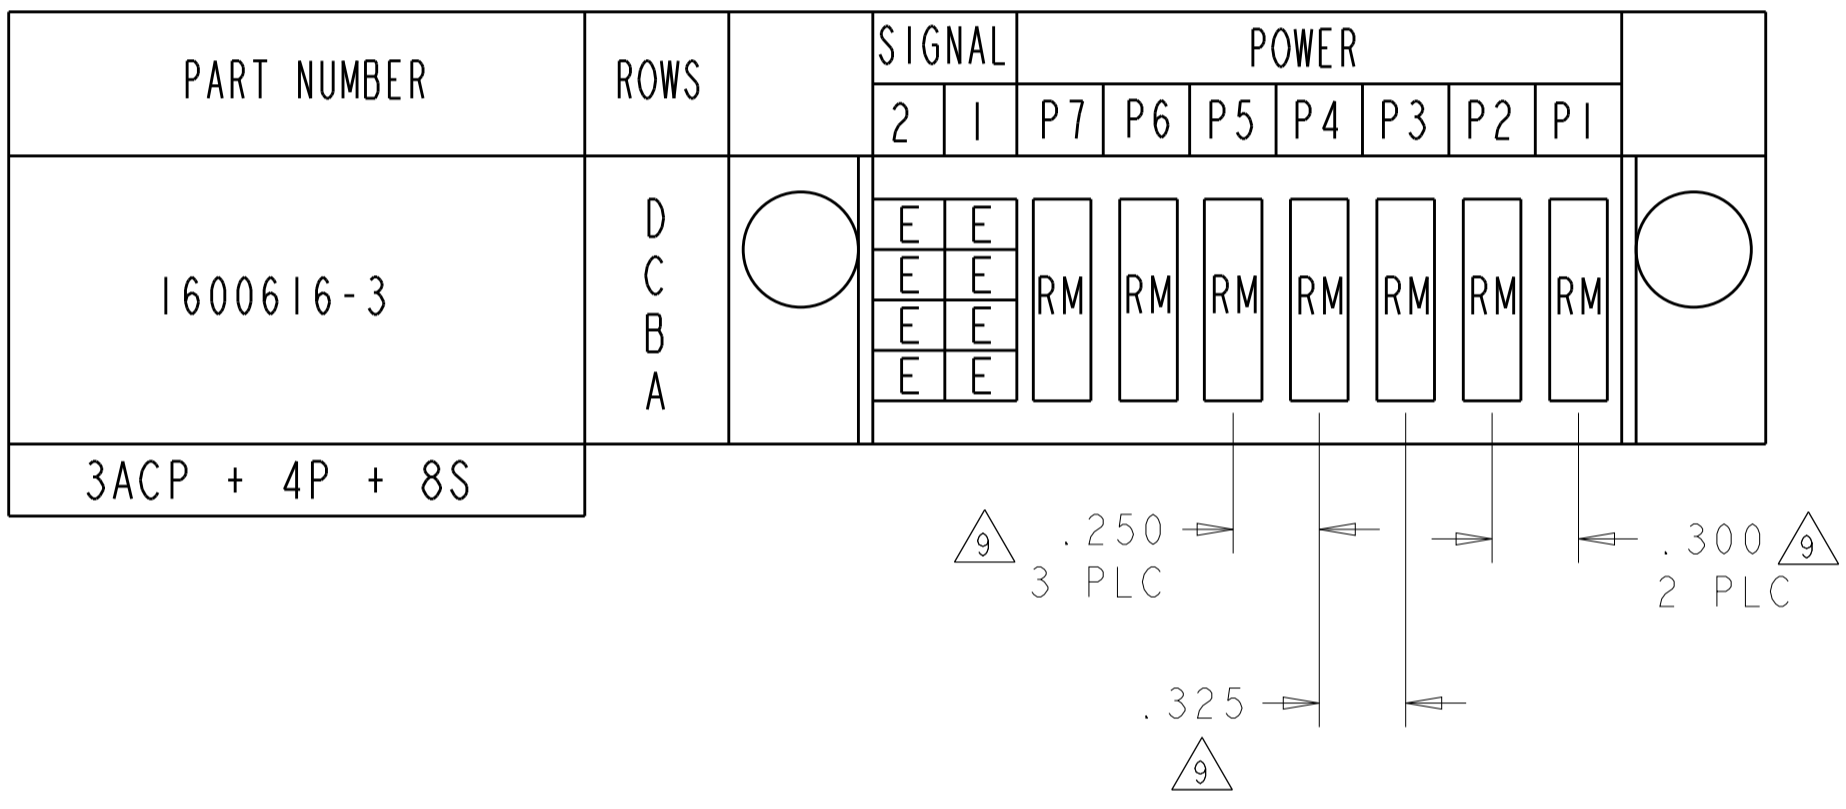 PART NUMBER ROWS SIGNAL POWER
2 1 P7 P6 P5 P4 P3 P2 P1
D E E
C E E
1600616-3 RM RM RM RM RM RM RM
B E E
A E E
3ACP + 4P + 8S
9 .250 .300 9
3 PLC 2 PLC
.325
9